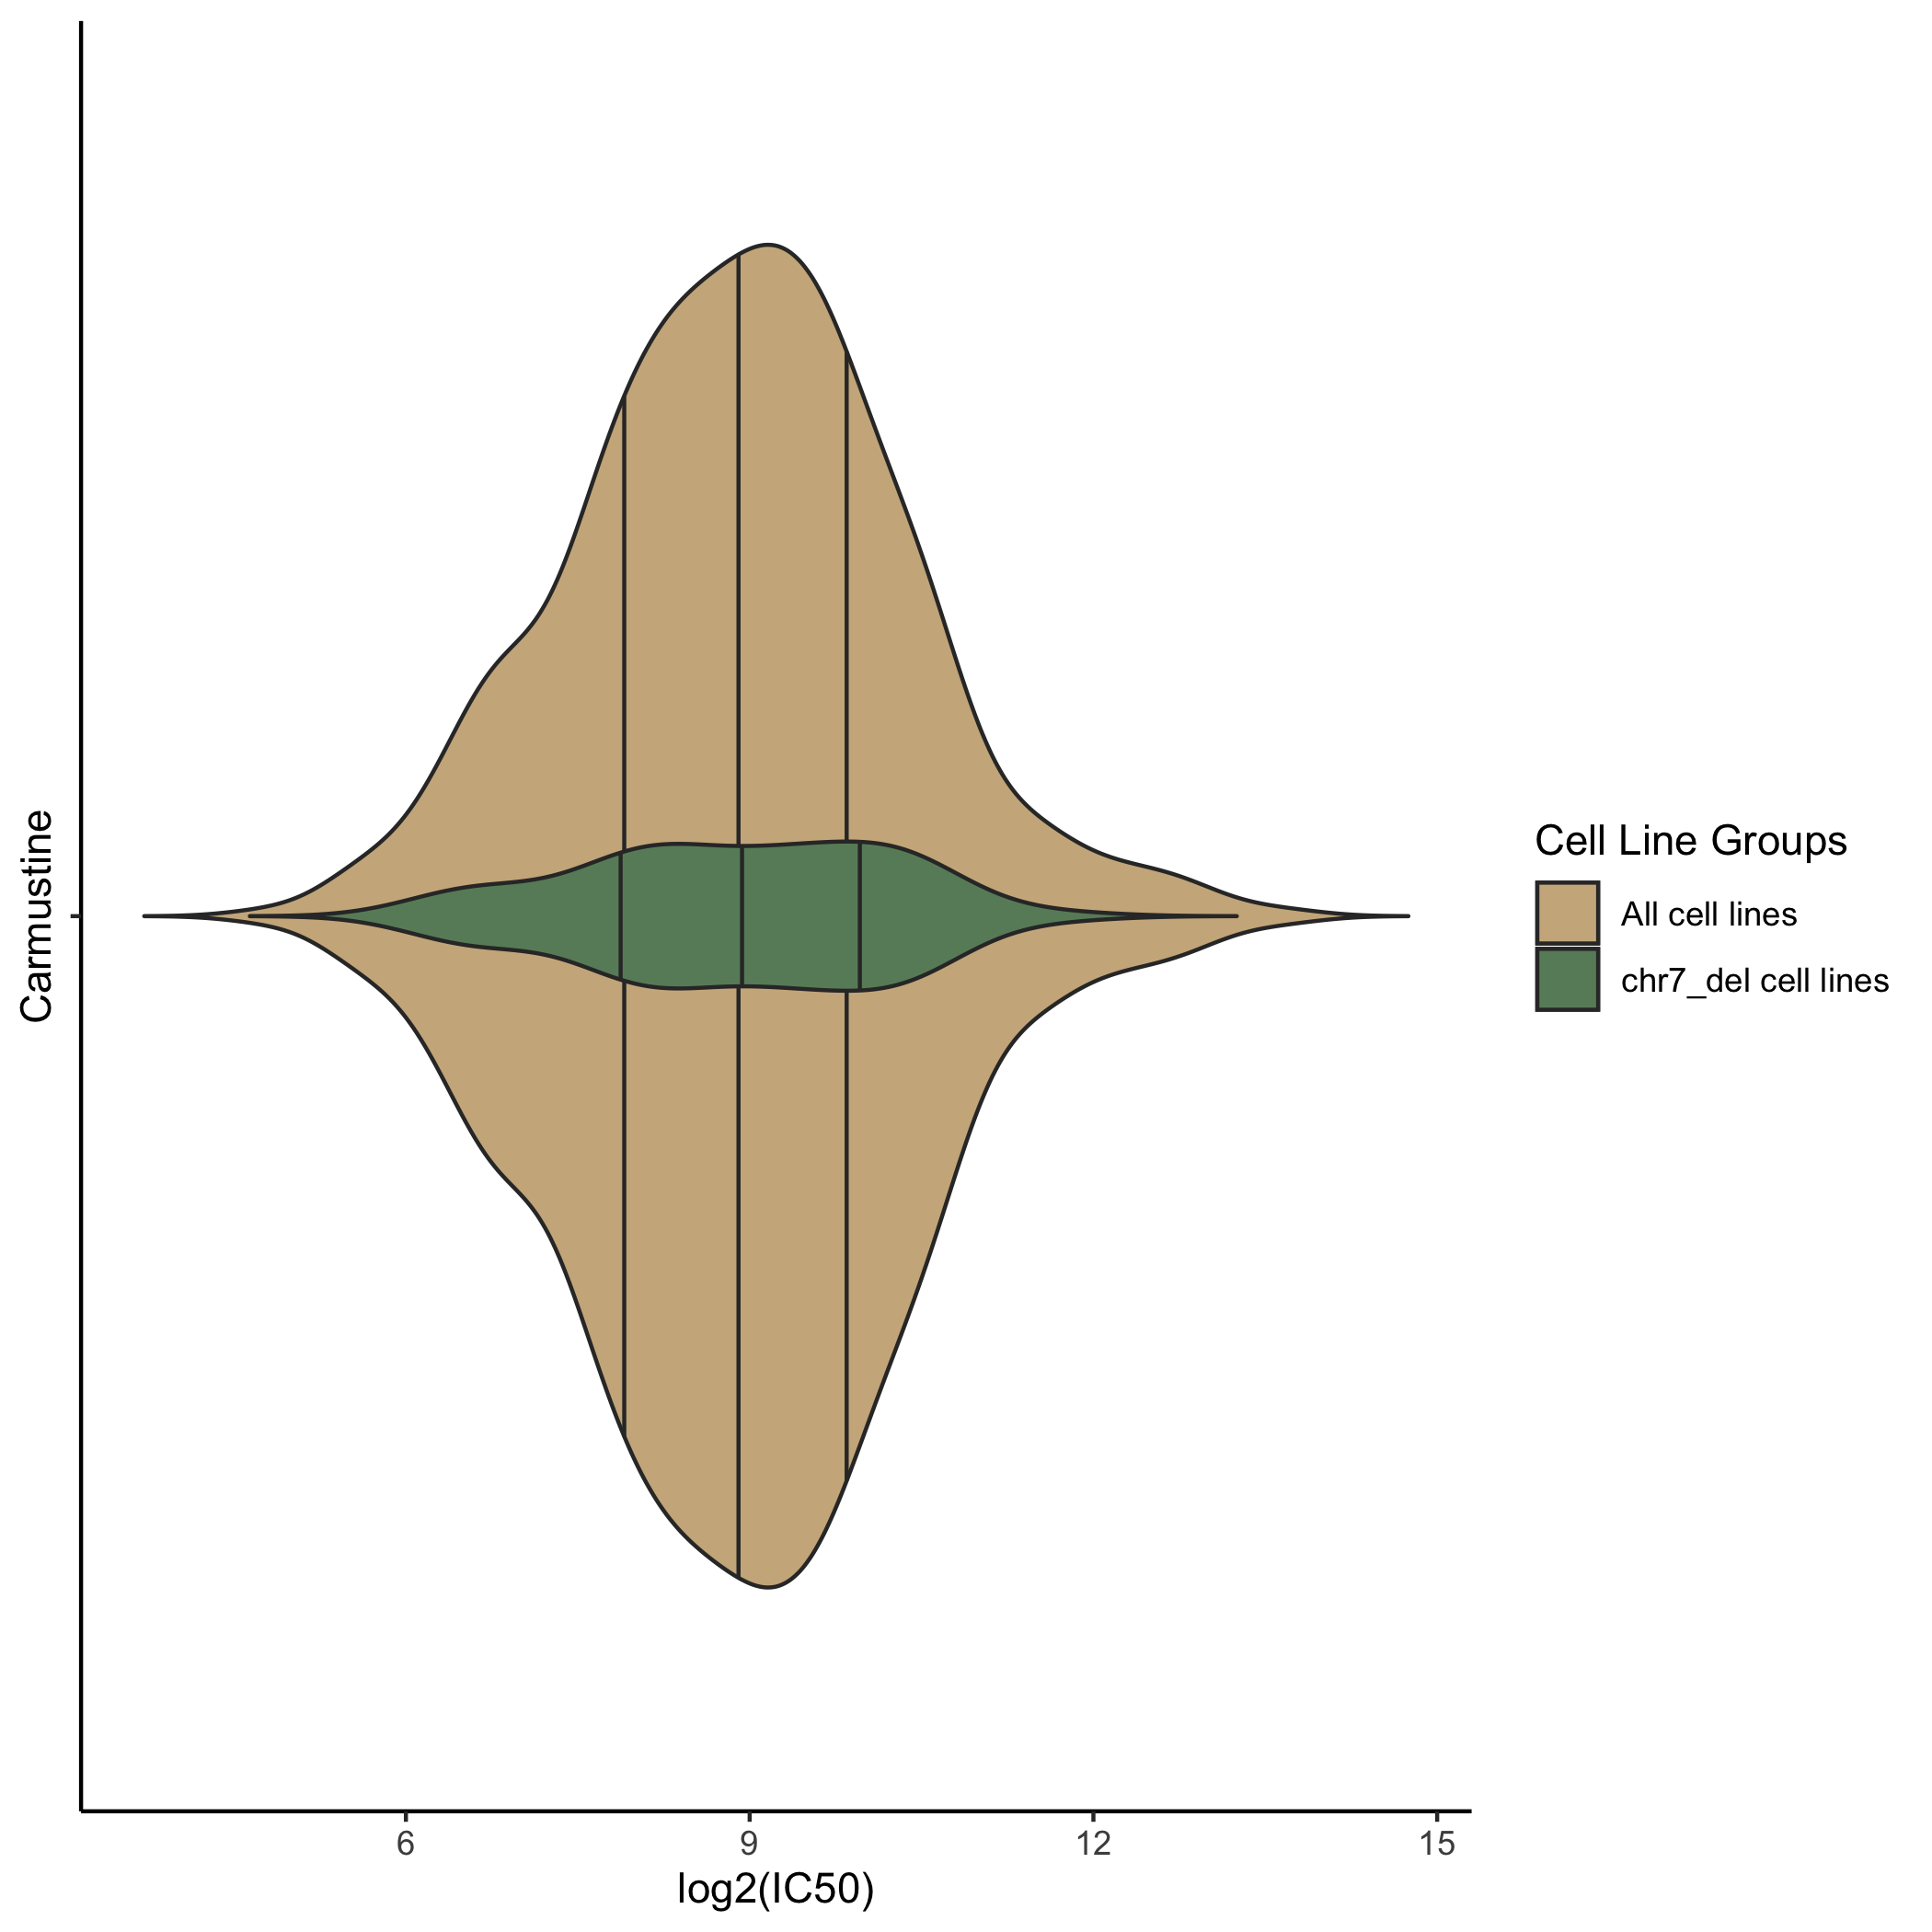 Carmustine
Cell Line Groups
All cell lines
chr7_del cell lines
6 9 12 15
log2(IC50)